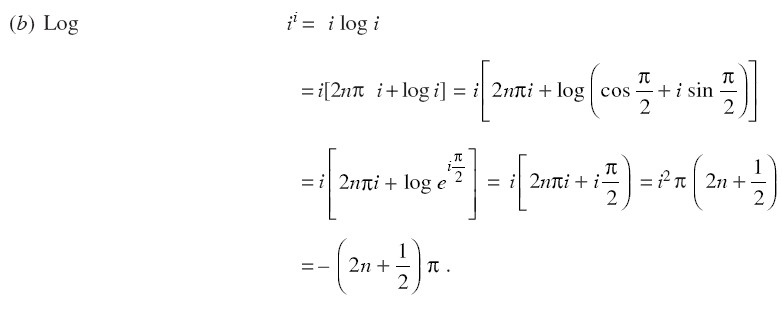 (b) Log i^i = i log i
= i[2nπ i + log i] = i[2nπi + log (cos π/2 + i sin π/2)]
= i[2nπi + log e^(iπ/2)] = i[2nπi + iπ/2) = i² π (2n + 1/2)
= – (2n + 1/2) π .